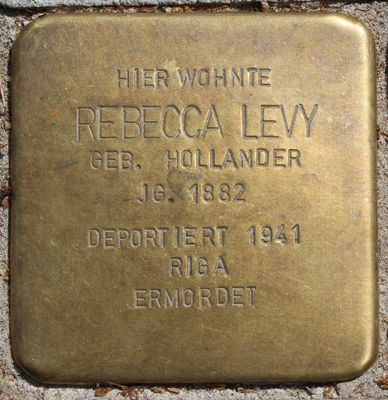 HIER WOHNTE
REBECCA LEVY
GEB. HOLLANDER
JG. 1882
DEPORTIERT 1941
RIGA
ERMORDET